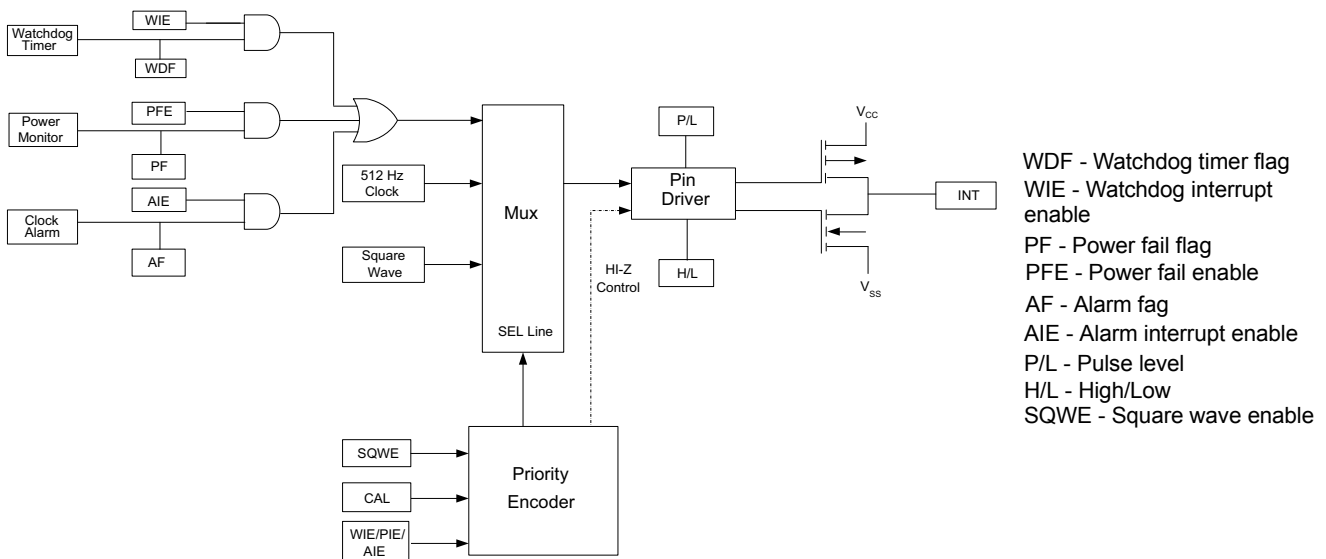 WIE
Watchdog
Timer
WDF
PFE
Power
Monitor
PF
AIE
Clock
Alarm
AF
512 Hz
Clock
Square
Wave
Mux
SEL Line
P/L
Pin
Driver
H/L
HI-Z
Control
VCC
INT
VSS
SQWE
CAL
WIE/PIE/
AIE
Priority
Encoder
WDF - Watchdog timer flag
WIE - Watchdog interrupt
enable
PF - Power fail flag
PFE - Power fail enable
AF - Alarm fag
AIE - Alarm interrupt enable
P/L - Pulse level
H/L - High/Low
SQWE - Square wave enable